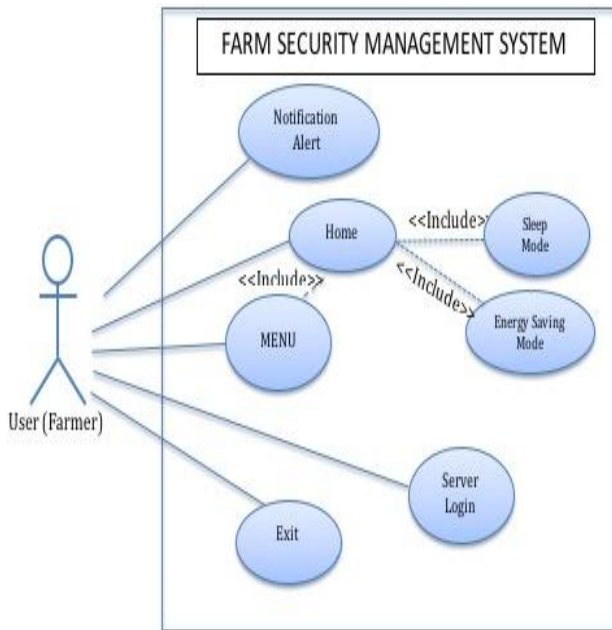 FARM SECURITY MANAGEMENT SYSTEM
Notification
Alert
Home
<<Include>
Sleep
Mode
<<Include>>
<<Include>>
MENU
Energy Saving
Mode
User (Farmer)
Server
Login
Exit